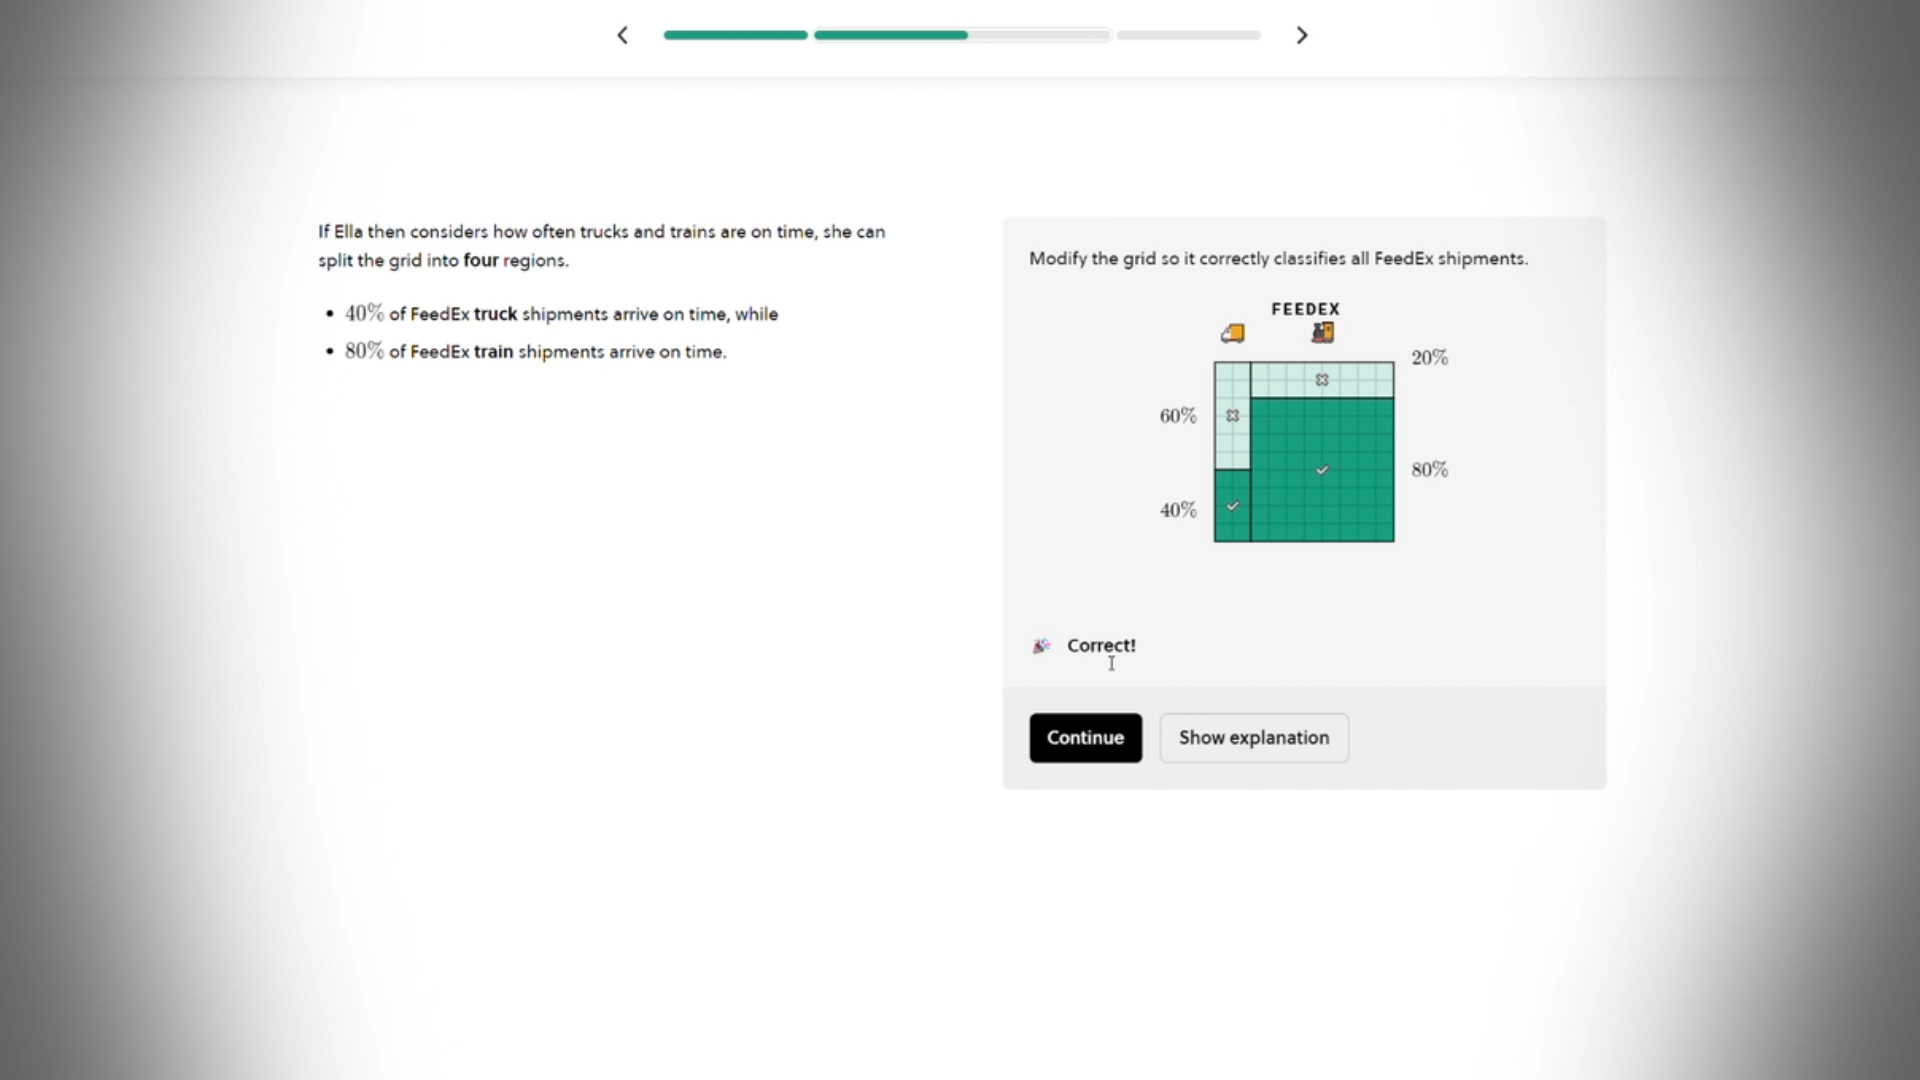 If Ella then considers how often trucks and trains are on time, she can
split the grid into four regions.
• 40% of FeedEx truck shipments arrive on time, while
• 80% of FeedEx train shipments arrive on time.
Modify the grid so it correctly classifies all FeedEx shipments.
FEEDEX
20%
60%
80%
40%
Correct!
Continue
Show explanation